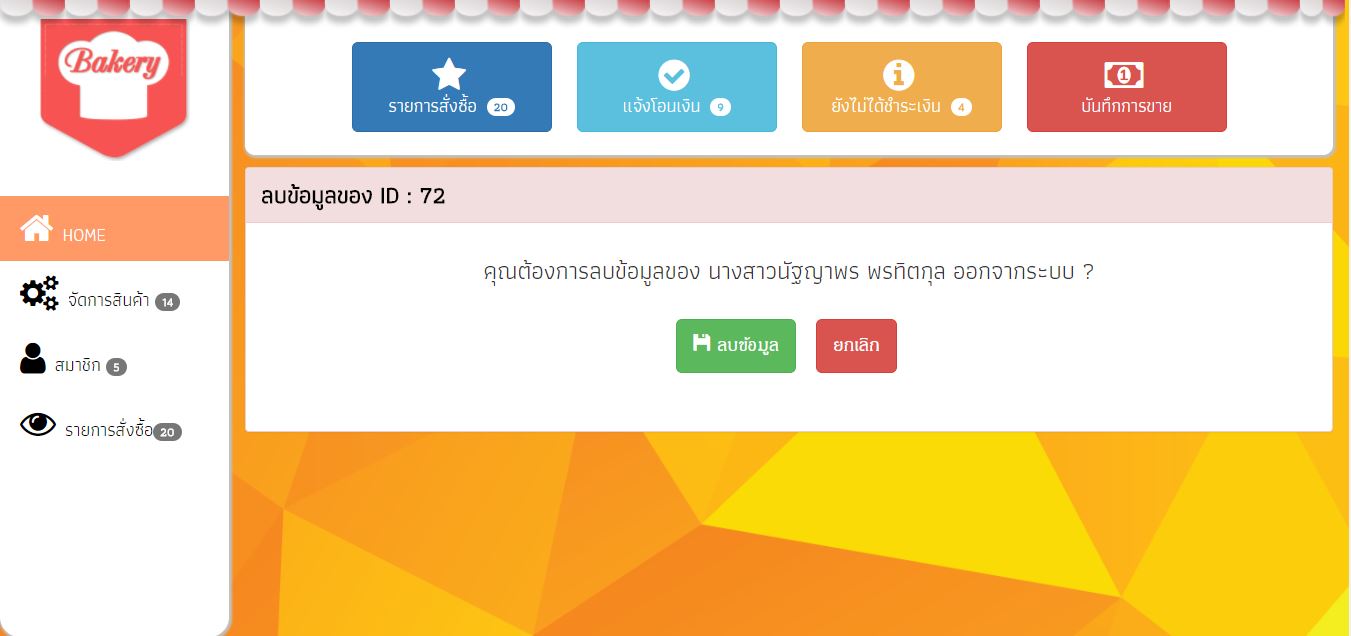 Bakery
รายการสั่งซื้อ 20
แจ้งโอนเงิน 9
ยังไม่ได้ชำระเงิน 4
1
บันทึกการขาย
HOME
จัดการสินค้า 14
สมาชิก 5
รายการสั่งซื้อ20
ลบข้อมูลของ ID : 72
คุณต้องการลบข้อมูลของ นางสาวนัฐญาพร พรทิตกุล ออกจากระบบ ?
ลบข้อมูล
ยกเลิก